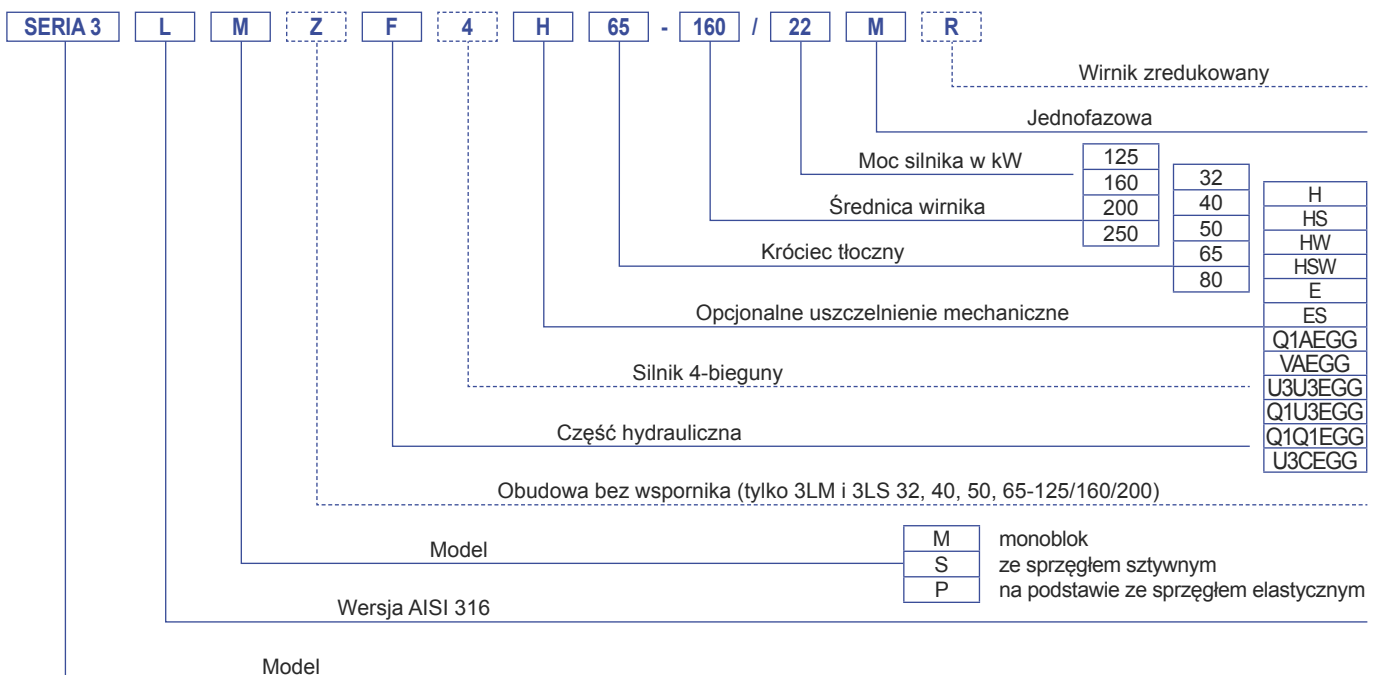 SERIA 3 L M Z F 4 H 65 - 160 / 22 M R
Wirnik zredukowany
Jednofazowa
Moc silnika w kW
125
160
200
250
Średnica wirnika
32
40
50
65
80
Króciec tłoczny
H
HS
HW
HSW
E
ES
Q1AEGG
VAEGG
U3U3EGG
Q1U3EGG
Q1Q1EGG
U3CEGG
Opcjonalne uszczelnienie mechaniczne
Silnik 4-bieguny
Część hydrauliczna
Obudowa bez wspornika (tylko 3LM i 3LS 32, 40, 50, 65-125/160/200)
Model
M monoblok
S ze sprzęgłem sztywnym
P na podstawie ze sprzęgłem elastycznym
Wersja AISI 316
Model